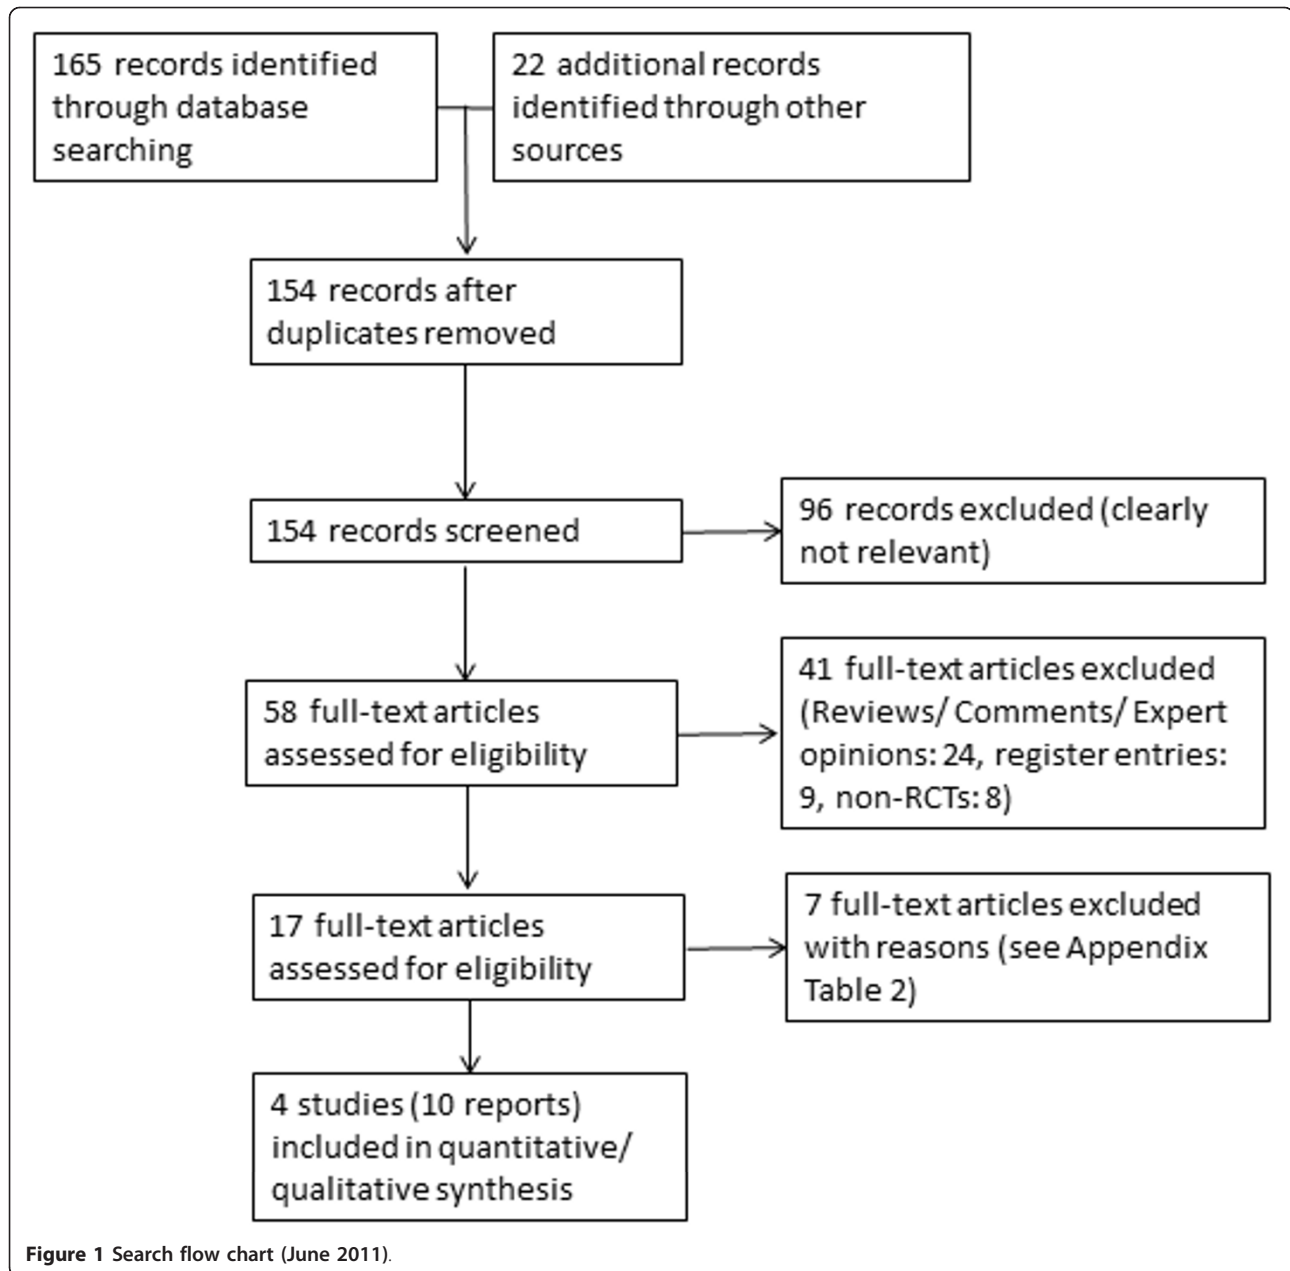 165 records identified
through database
searching
22 additional records
identified through other
sources
154 records after
duplicates removed
154 records screened
96 records excluded (clearly
not relevant)
58 full-text articles
assessed for eligibility
41 full-text articles excluded
(Reviews/ Comments/ Expert
opinions: 24, register entries:
9, non-RCTs: 8)
17 full-text articles
assessed for eligibility
7 full-text articles excluded
with reasons (see Appendix
Table 2)
4 studies (10 reports)
included in quantitative/
qualitative synthesis
Figure 1 Search flow chart (June 2011).